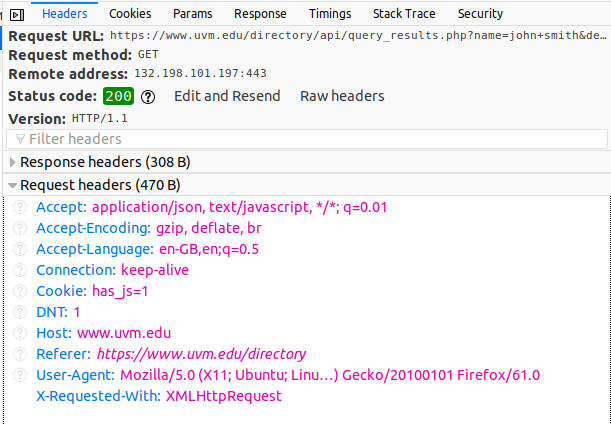 Headers Cookies Params Response Timings Stack Trace Security
Request URL: https://www.uvm.edu/directory/api/query_results.php?name=john+smith&de…
Request method: GET
Remote address: 132.198.101.197:443
Status code: 200 ? Edit and Resend Raw headers
Version: HTTP/1.1
Filter headers
Response headers (308 B)
Request headers (470 B)
? Accept: application/json, text/javascript, */*; q=0.01
? Accept-Encoding: gzip, deflate, br
? Accept-Language: en-GB,en;q=0.5
? Connection: keep-alive
? Cookie: has_js=1
? DNT: 1
? Host: www.uvm.edu
? Referer: https://www.uvm.edu/directory
? User-Agent: Mozilla/5.0 (X11; Ubuntu; Linu…) Gecko/20100101 Firefox/61.0
X-Requested-With: XMLHttpRequest